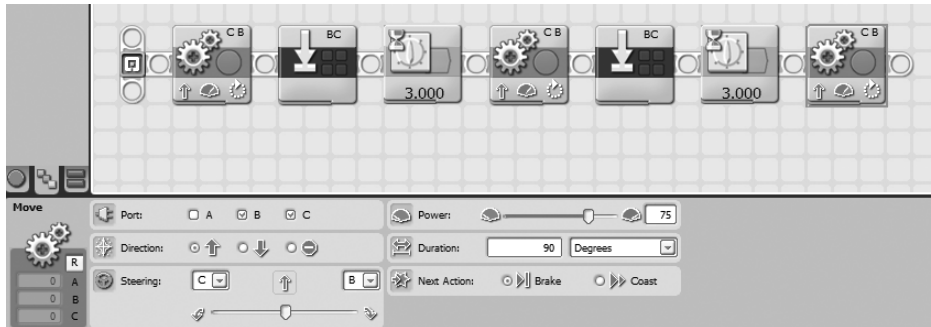 C B BC C B BC C B
3.000 3.000
Move
Port: A B C Power: 75
Direction: Duration: 90 Degrees
R
Steering: C B Next Action: Brake Coast
0 A
0 B
0 C